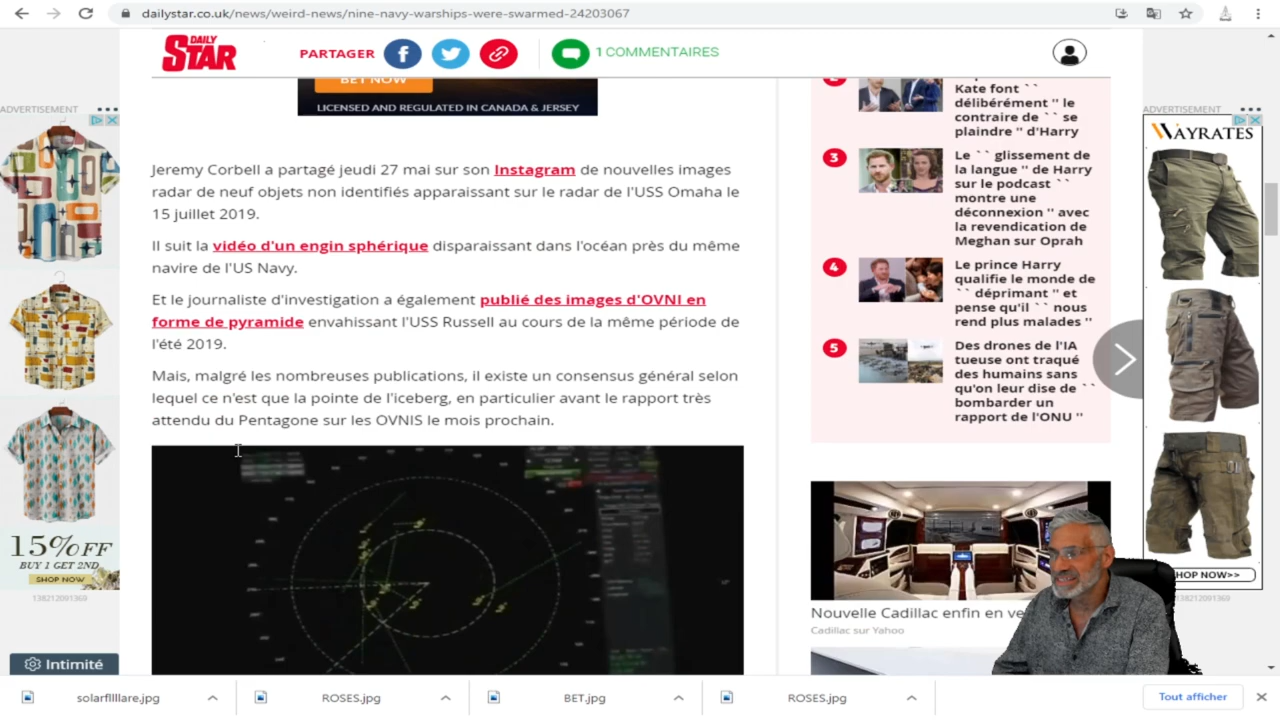 dailystar.co.uk/news/weird-news/nine-navy-warships-were-swarmed-24203067
DAILY
STAR
PARTAGER
1 COMMENTAIRES
BET NOW
LICENSED AND REGULATED IN CANADA & JERSEY
ADVERTISEMENT
15% OFF
BUY 1 GET 2ND
SHOP NOW
138212091369
Intimité
Jeremy Corbell a partagé jeudi 27 mai sur son Instagram de nouvelles images
radar de neuf objets non identifiés apparaissant sur le radar de l'USS Omaha le
15 juillet 2019.
Il suit la vidéo d'un engin sphérique disparaissant dans l'océan près du même
navire de l'US Navy.
Et le journaliste d'investigation a également publié des images d'OVNI en
forme de pyramide envahissant l'USS Russell au cours de la même période de
l'été 2019.
Mais, malgré les nombreuses publications, il existe un consensus général selon
lequel ce n'est que la pointe de l'iceberg, en particulier avant le rapport très
attendu du Pentagone sur les OVNIS le mois prochain.
2
Kate font ``
délibérément '' le
contraire de `` se
plaindre '' d'Harry
3
Le `` glissement de
la langue '' de Harry
sur le podcast ``
montre une
déconnexion '' avec
la revendication de
Meghan sur Oprah
4
Le prince Harry
qualifie le monde de
`` déprimant '' et
pense qu'il `` nous
rend plus malades ''
5
Des drones de l'IA
tueuse ont traqué
des humains sans
qu'on leur dise de ``
bombarder un
rapport de l'ONU ''
Nouvelle Cadillac enfin en ve
Cadillac sur Yahoo
ADVERTISEMENT
WAYRATES
HOP NOW>>
138212091369
solarfllllare.jpg
ROSES.jpg
BET.jpg
ROSES.jpg
Tout afficher